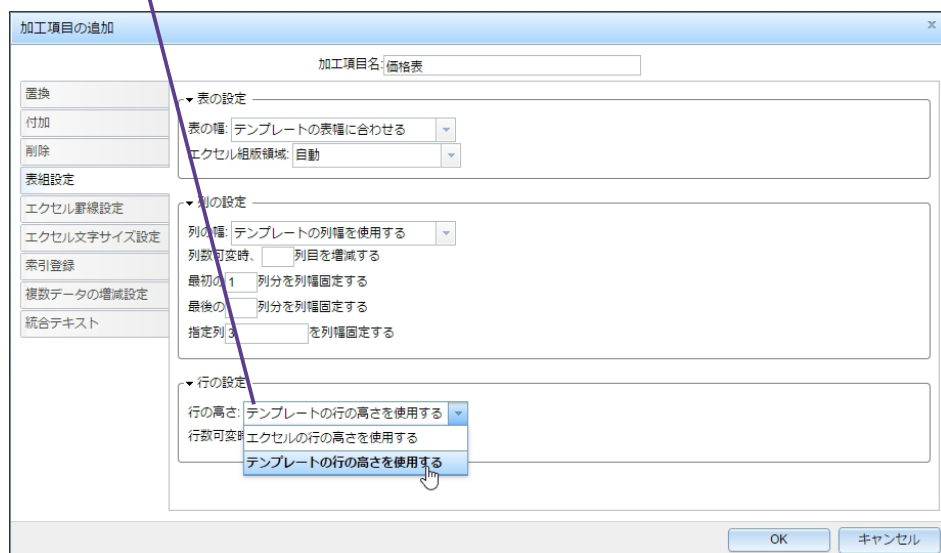 加工項目の追加
x
加工項目名:価格表
置換
付加
削除
表組設定
エクセル罫線設定
エクセル文字サイズ設定
索引登録
複数データの増減設定
統合テキスト
表の設定
表の幅: テンプレートの表幅に合わせる
エクセル組版領域: 自動
列の設定
列の幅: テンプレートの列幅を使用する
列数可変時、 列目を増減する
最初の 1 列分を列幅固定する
最後の 列分を列幅固定する
指定列 3 を列幅固定する
行の設定
行の高さ: テンプレートの行の高さを使用する
行数可変時
エクセルの行の高さを使用する
テンプレートの行の高さを使用する
OK
キャンセル